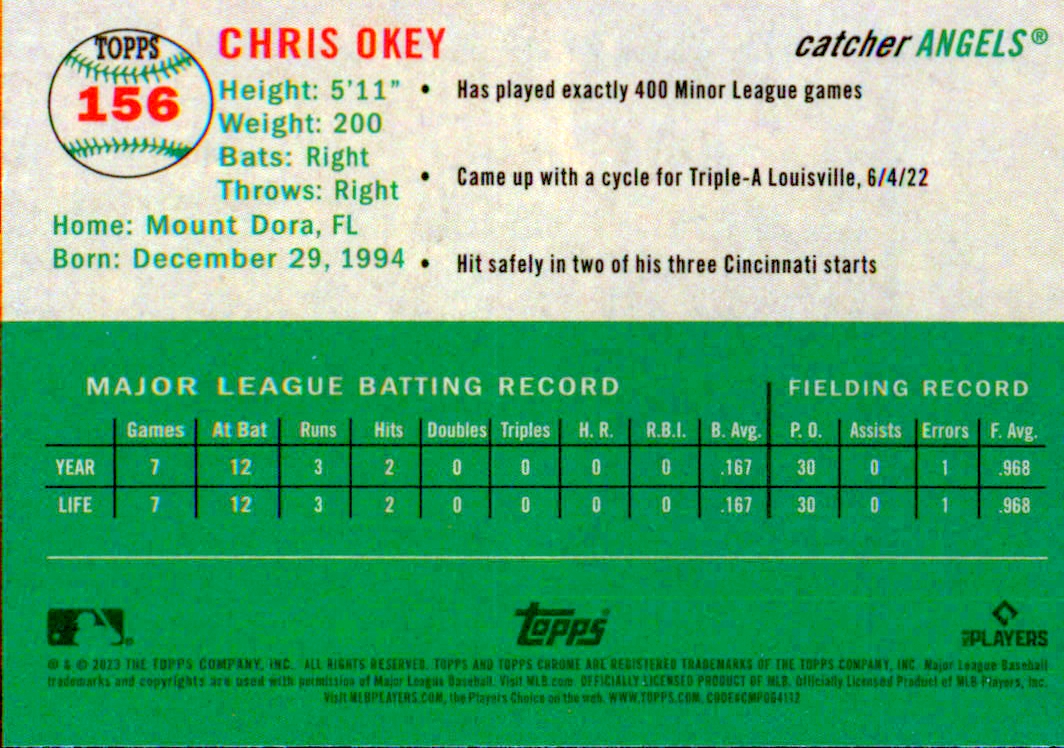 TOPPS
156
CHRIS OKEY
catcher ANGELS®
Height: 5'11"
Weight: 200
Bats: Right
Throws: Right
Home: Mount Dora, FL
Born: December 29, 1994
• Has played exactly 400 Minor League games
• Came up with a cycle for Triple-A Louisville, 6/4/22
• Hit safely in two of his three Cincinnati starts
MAJOR LEAGUE BATTING RECORD FIELDING RECORD
Games At Bat Runs Hits Doubles Triples H. R. R.B.I. B. Avg. P. O. Assists Errors F. Avg.
YEAR 7 12 3 2 0 0 0 0 .167 30 0 1 .968
LIFE 7 12 3 2 0 0 0 0 .167 30 0 1 .968
topps
PLAYERS
® & © 2023 THE TOPPS COMPANY, INC. ALL RIGHTS RESERVED. TOPPS AND TOPPS CHROME ARE REGISTERED TRADEMARKS OF THE TOPPS COMPANY, INC. Major League Baseball
trademarks and copyrights are used with permission of Major League Baseball. Visit MLB.com. OFFICIALLY LICENSED PRODUCT OF MLB. Officially Licensed Product of MLB Players, Inc.
Visit MLBPLAYERS.COM, the Players Choice on the web. WWW.TOPPS.COM. CODE#CMP064112